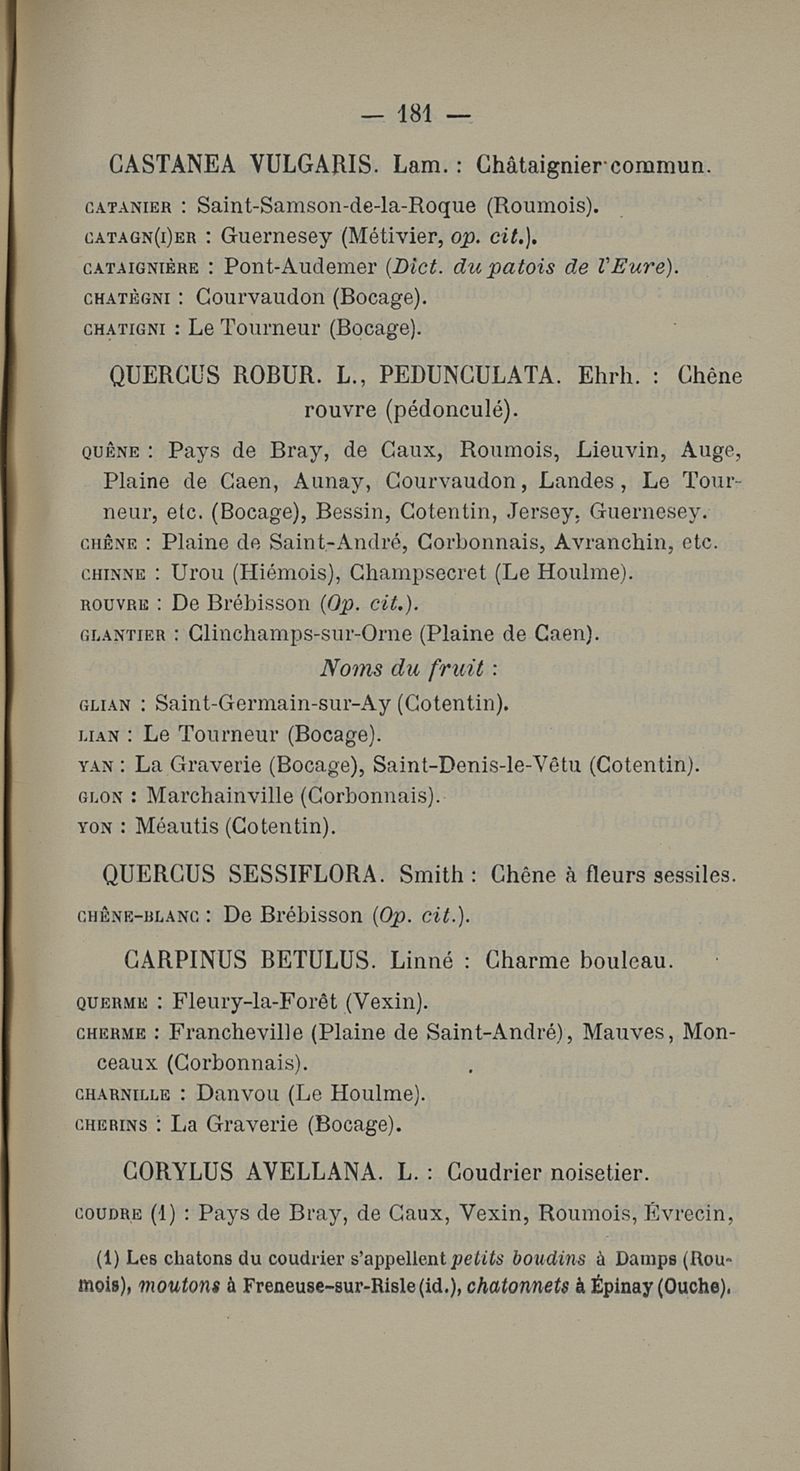 — 181 —
CASTANEA VULGARIS. Lam. : Châtaignier commun.
CATANIER : Saint-Samson-de-la-Roque (Roumois).
CATAGN(I)ER : Guernesey (Métivier, op. cit.).
CATAIGNIÈRE : Pont-Audemer (Dict. du patois de l'Eure).
CHATÈGNI : Courvaudon (Bocage).
CHATIGNI : Le Tourneur (Bocage).
QUERCUS ROBUR. L., PEDUNCULATA. Ehrh. : Chêne
rouvre (pédonculé).
QUÊNE : Pays de Bray, de Caux, Roumois, Lieuvin, Auge,
Plaine de Caen, Aunay, Courvaudon, Landes, Le Tour-
neur, etc. (Bocage), Bessin, Cotentin, Jersey, Guernesey.
CHÊNE : Plaine de Saint-André, Corbonnais, Avranchin, etc.
CHINNE : Urou (Hiémois), Champsecret (Le Houlme).
ROUVRE : De Brébisson (Op. cit.).
GLANTIER : Clinchamps-sur-Orne (Plaine de Caen).
Noms du fruit :
GLIAN : Saint-Germain-sur-Ay (Cotentin).
LIAN : Le Tourneur (Bocage).
YAN : La Graverie (Bocage), Saint-Denis-le-Vêtu (Cotentin).
GLON : Marchainville (Corbonnais).
YON : Méautis (Cotentin).
QUERCUS SESSIFLORA. Smith : Chêne à fleurs sessiles.
CHÊNE-BLANC : De Brébisson (Op. cit.).
CARPINUS BETULUS. Linné : Charme bouleau.
QUERME : Fleury-la-Forêt (Vexin).
CHERME : Francheville (Plaine de Saint-André), Mauves, Mon-
ceaux (Corbonnais).
CHARNILLE : Danvou (Le Houlme).
CHERINS : La Graverie (Bocage).
CORYLUS AVELLANA. L. : Coudrier noisetier.
COUDRE (1) : Pays de Bray, de Caux, Vexin, Roumois, Évrecin,
(1) Les chatons du coudrier s'appellent petits boudins à Damps (Rou-
mois), moutons à Freneuse-sur-Risle (id.), chatonnets à Épinay (Ouche).